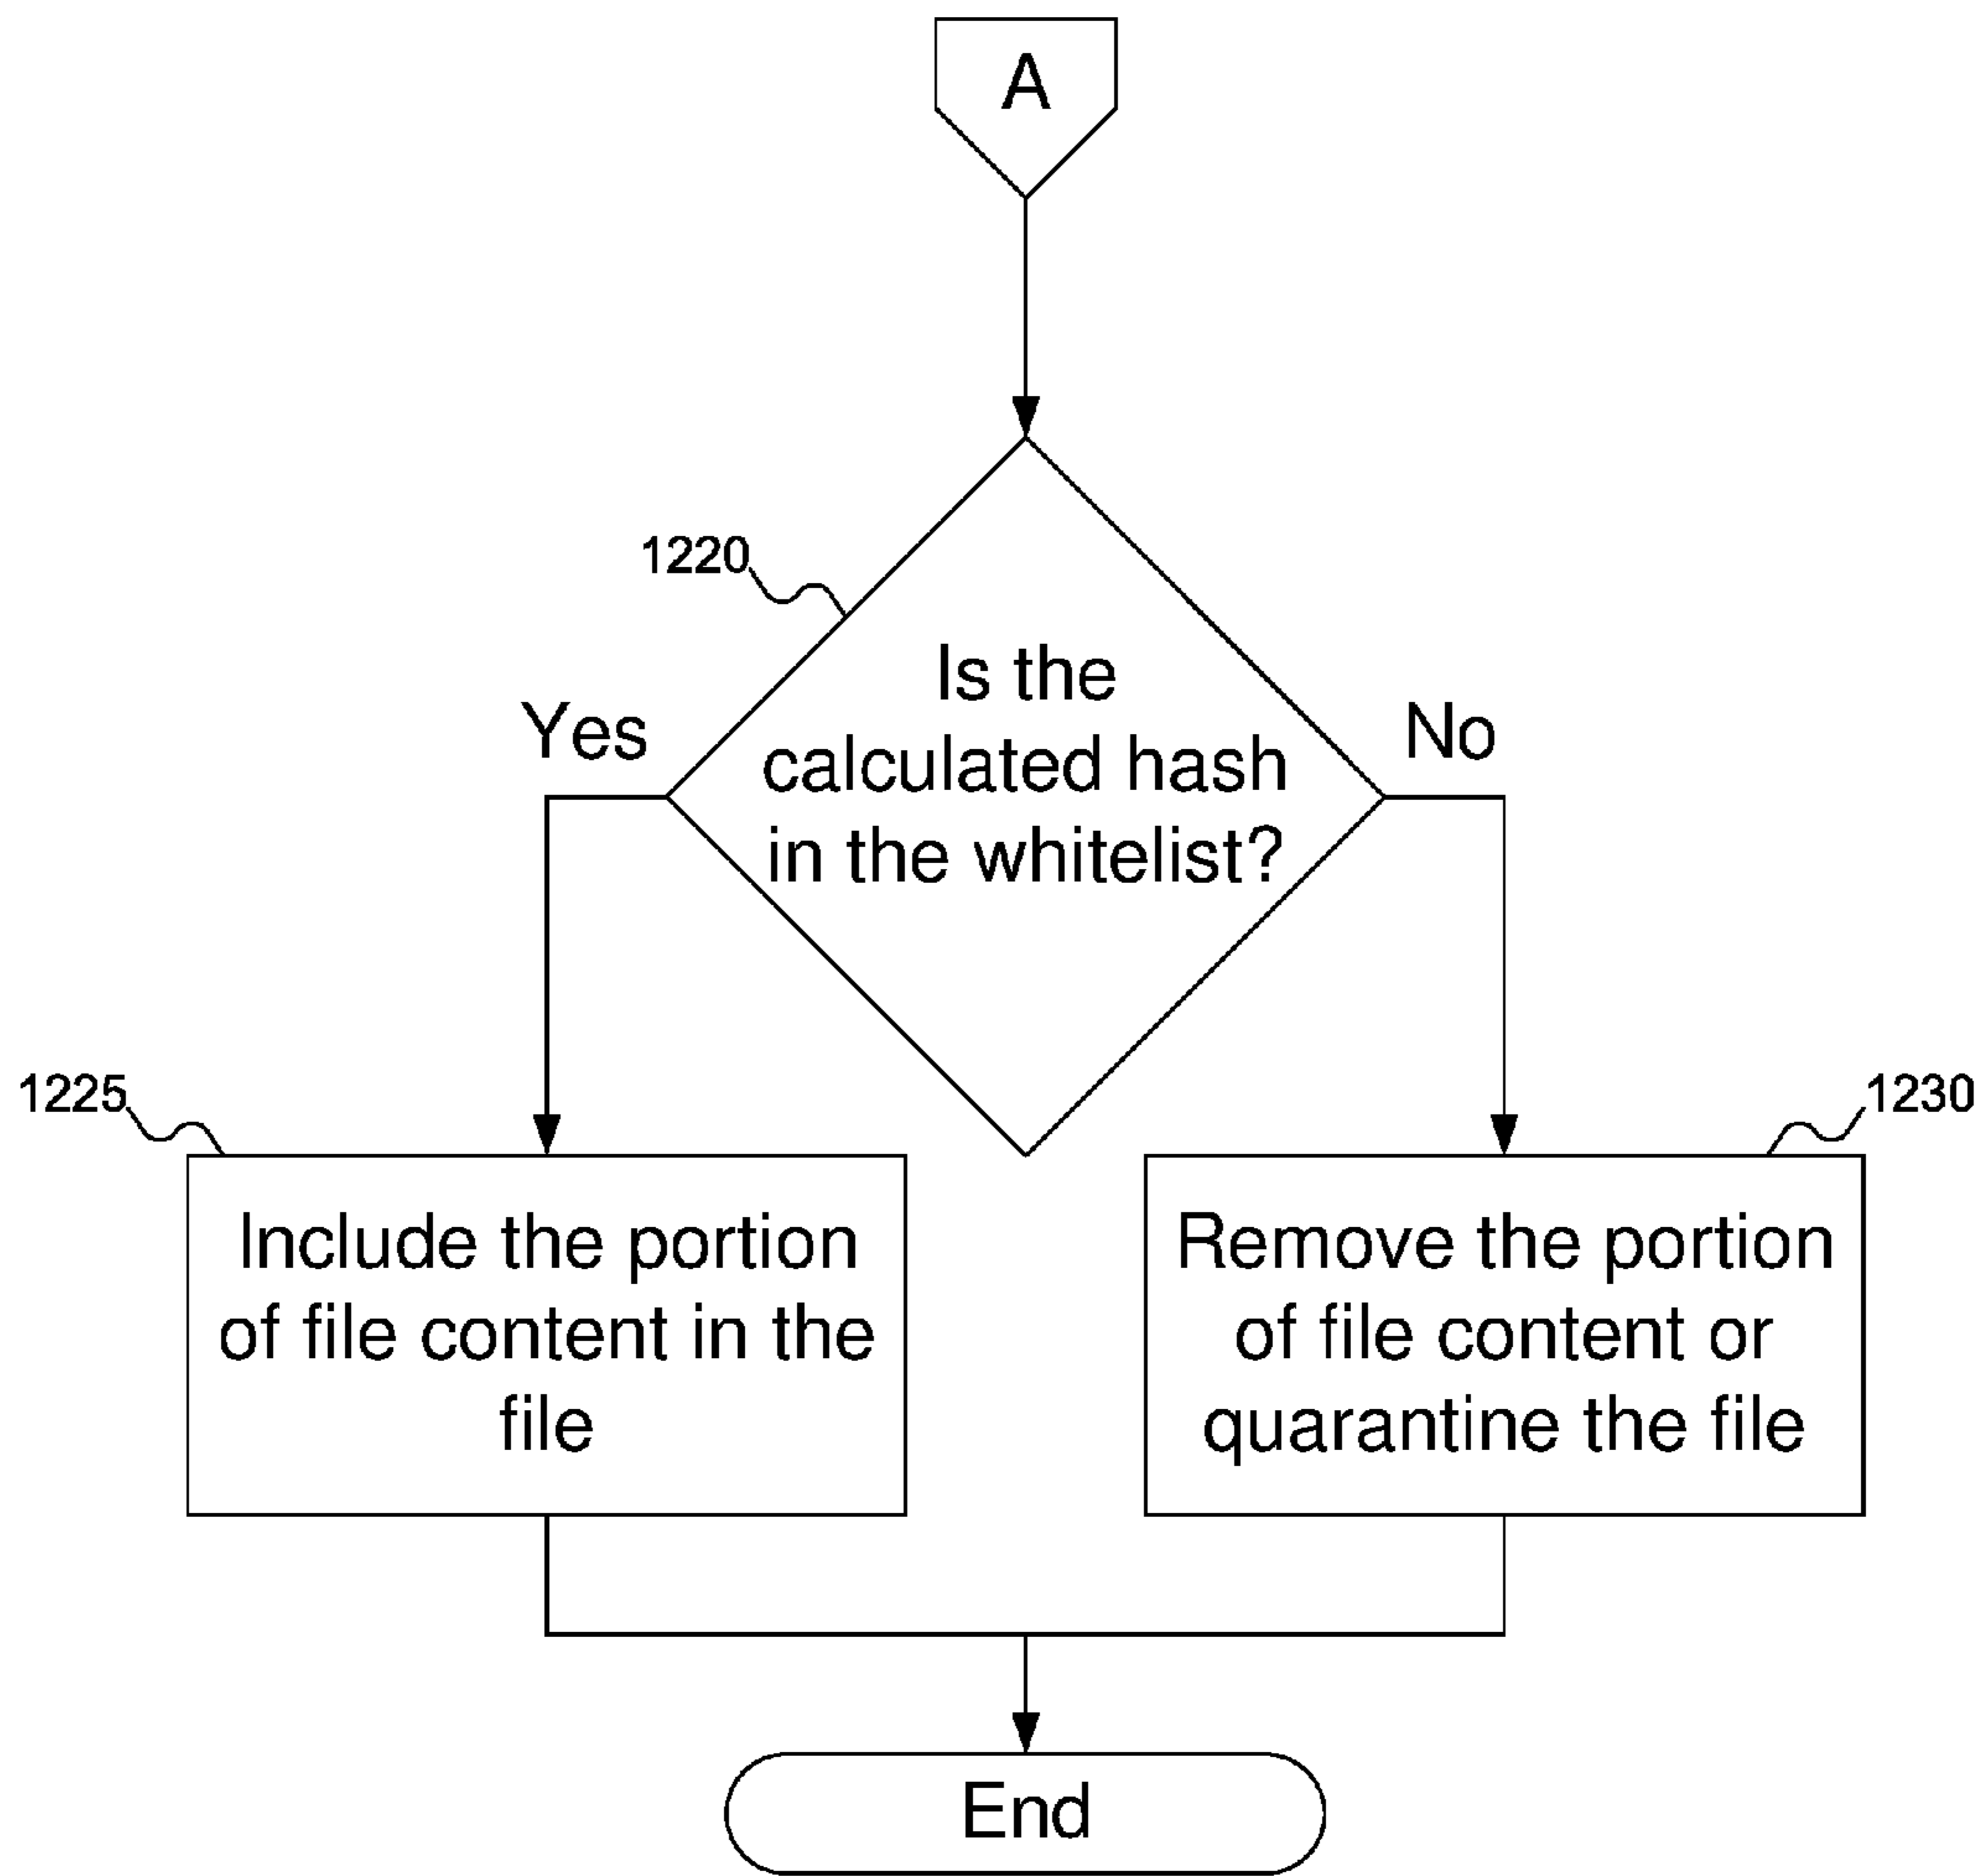 A
1220
Is the
calculated hash
in the whitelist?
Yes
No
1225
Include the portion
of file content in the
file
1230
Remove the portion
of file content or
quarantine the file
End